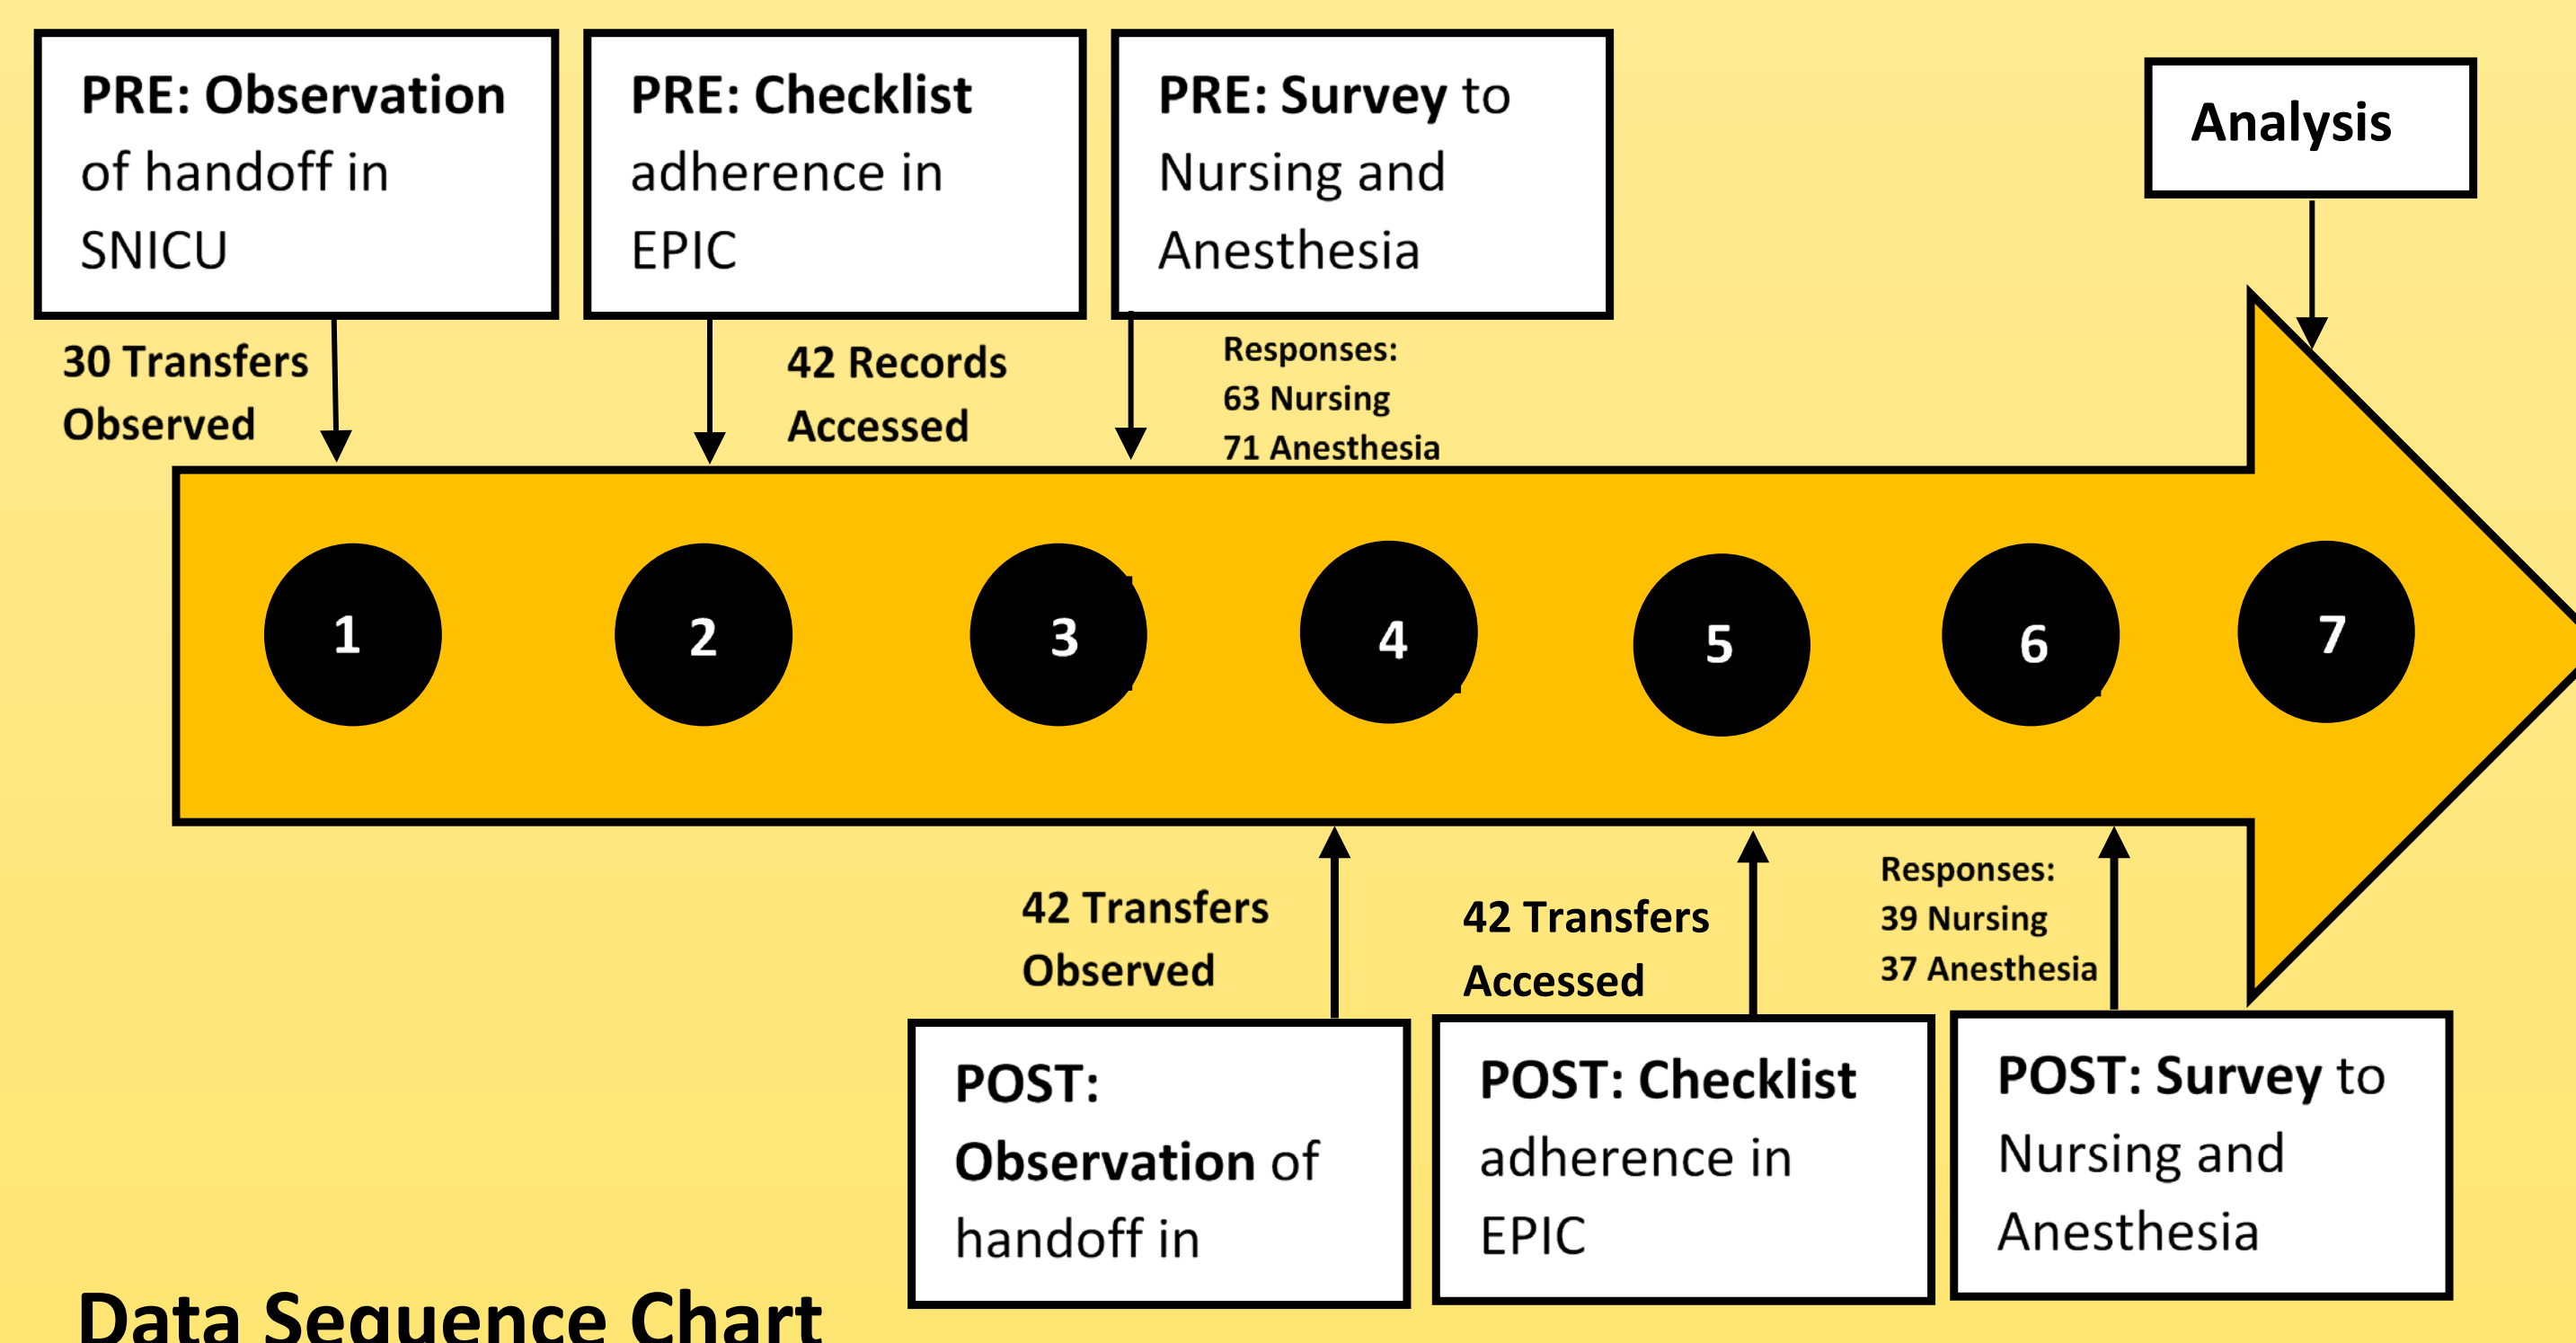 PRE: Observation
of handoff in
SNICU
PRE: Checklist
adherence in
EPIC
PRE: Survey to
Nursing and
Anesthesia
Analysis
30 Transfers
Observed
42 Records
Accessed
Responses:
63 Nursing
71 Anesthesia
1
2
3
4
5
6
7
42 Transfers
Observed
42 Transfers
Accessed
Responses:
39 Nursing
37 Anesthesia
POST:
Observation of
handoff in
POST: Checklist
adherence in
EPIC
POST: Survey to
Nursing and
Anesthesia
Data Sequence Chart